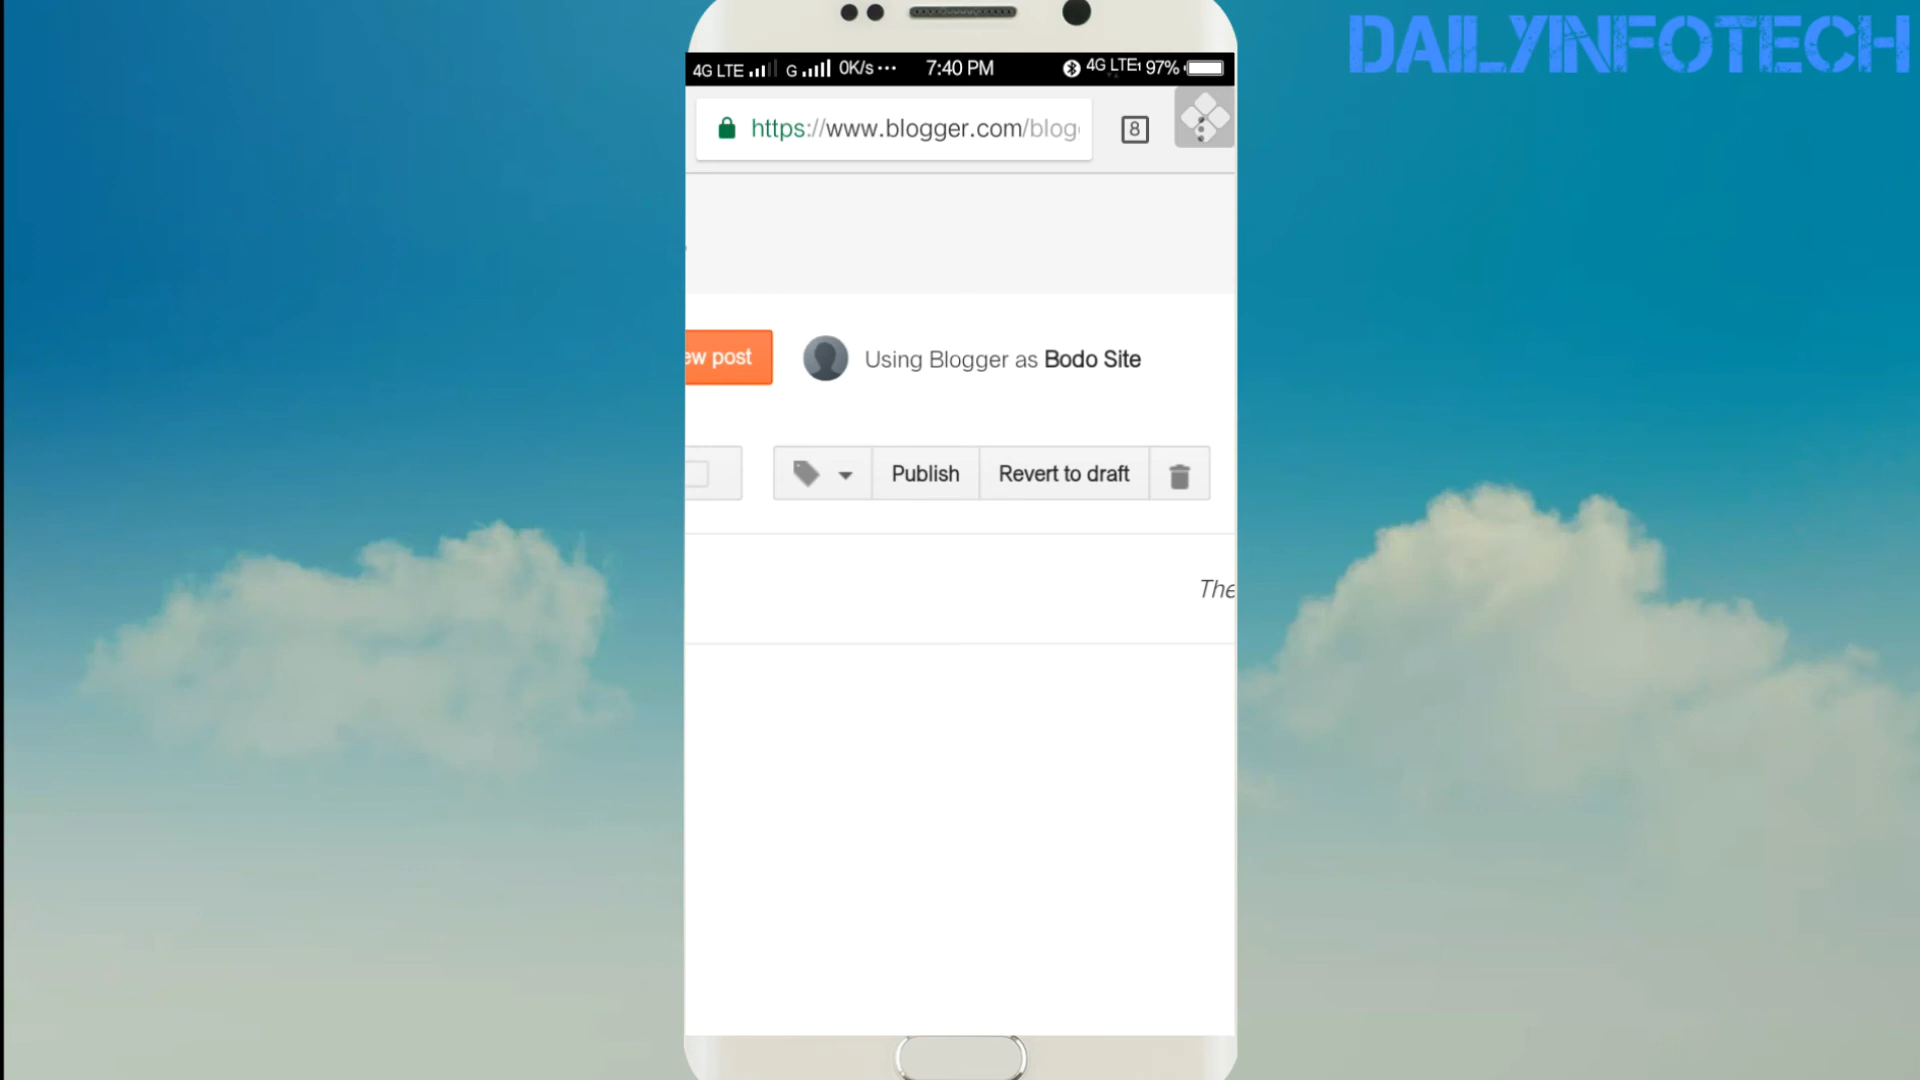 DAILYINFOTECH
4G LTE G 0K/s ··· 7:40 PM 4G LTE 97%
https://www.blogger.com/blog
8
ew post Using Blogger as Bodo Site
Publish Revert to draft
The